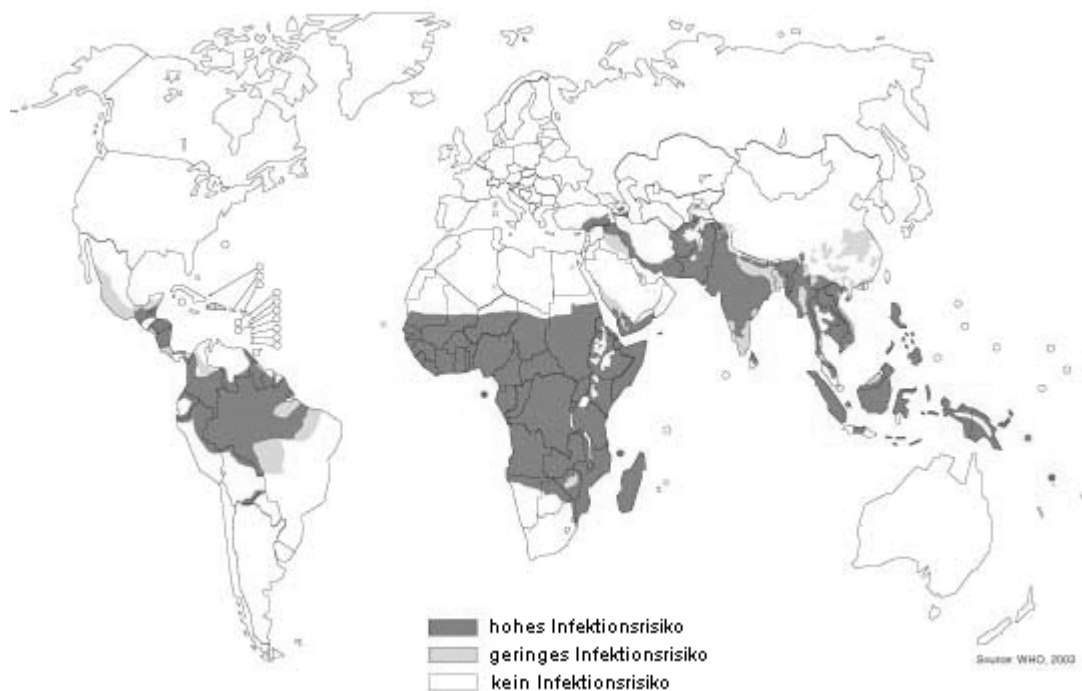 hohes Infektionsrisiko
geringes Infektionsrisiko
kein Infektionsrisiko
Source: WHO, 2003